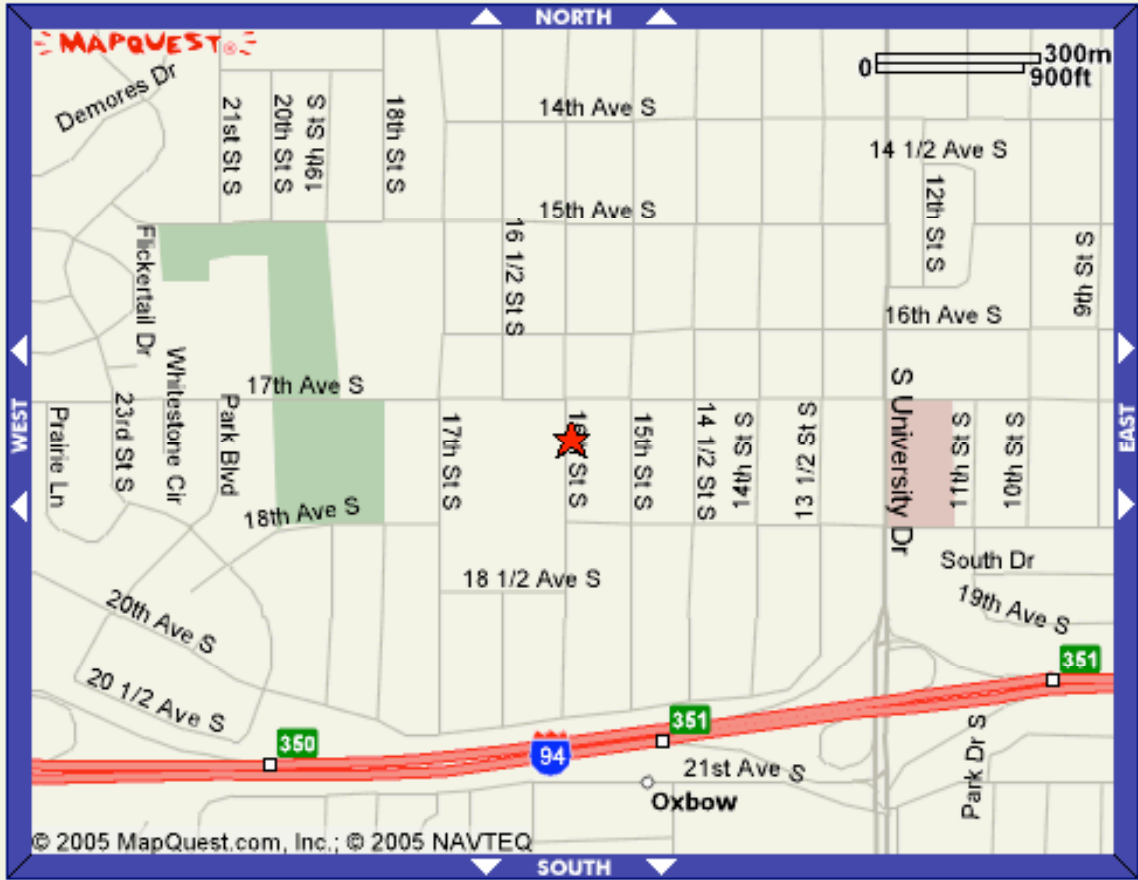 NORTH
MAPQUEST®
0
300m
900ft
Demores Dr
21st St S
20th St S
19th St S
18th St S
14th Ave S
14 1/2 Ave S
15th Ave S
12th St S
9th St S
Flickertail Dr
16 1/2 St S
16th Ave S
WEST
EAST
17th Ave S
Prairie Ln
23rd St S
Whitestone Cir
Park Blvd
17th St S
St S
15th St S
14 1/2 St S
14th St S
13 1/2 St S
S University Dr
11th St S
10th St S
18th Ave S
18 1/2 Ave S
South Dr
19th Ave S
20th Ave S
20 1/2 Ave S
350
351
351
94
21st Ave S
Park Dr S
Oxbow
© 2005 MapQuest.com, Inc.; © 2005 NAVTEQ
SOUTH